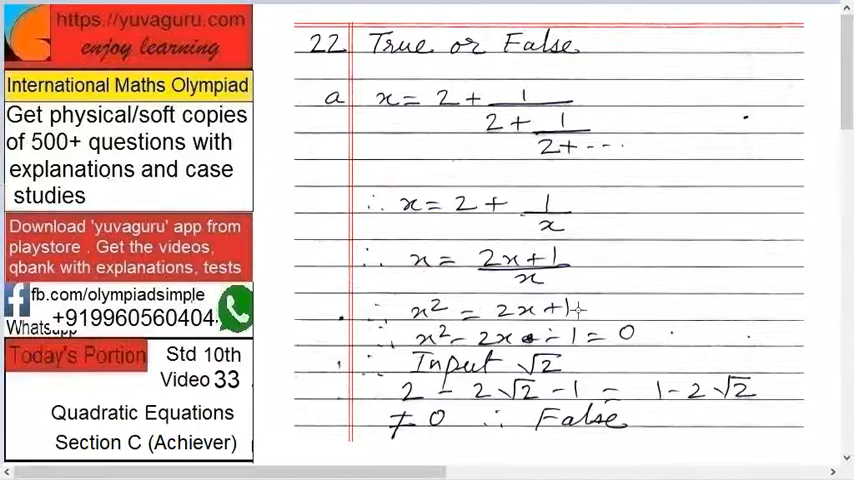 https://yuvaguru.com
enjoy learning
International Maths Olympiad
Get physical/soft copies
of 500+ questions with
explanations and case
studies
Download 'yuvaguru' app from
playstore . Get the videos,
qbank with explanations, tests
fb.com/olympiadsimple
Whatsapp +919960560404
Today's Portion
Std 10th
Video 33
Quadratic Equations
Section C (Achiever)
22 True or False
a x = 2 + 1
2 + 1
2 + ...
∴ x = 2 + 1
x
∴ x = 2x+1
x
∴ x² = 2x+1
∴ x² - 2x - 1 = 0
∴ Input √2
2 - 2√2 - 1 = 1 - 2√2
≠ 0 ∴ False